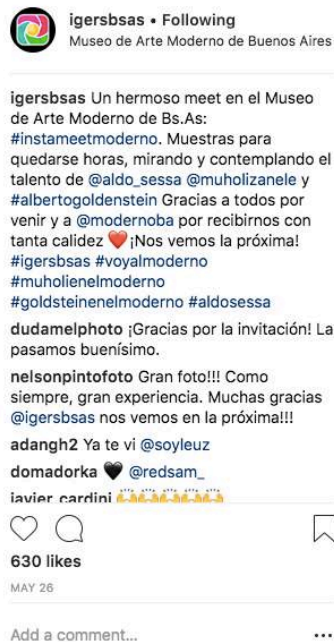 igersbsas • Following
Museo de Arte Moderno de Buenos Aires
igersbsas Un hermoso meet en el Museo
de Arte Moderno de Bs.As:
#instameetmoderno. Muestras para
quedarse horas, mirando y contemplando el
talento de @aldo_sessa @muholizanele y
#albertogoldenstein Gracias a todos por
venir y a @modernoba por recibirnos con
tanta calidez ❤️¡Nos vemos la próxima!
#igersbsas #voyalmoderno
#muholienelmoderno
#goldsteinenelmoderno #aldosessa
dudamelphoto ¡Gracias por la invitación! La
pasamos buenísimo.
nelsonpintofoto Gran foto!!! Como
siempre, gran experiencia. Muchas gracias
@igersbsas nos vemos en la próxima!!!
adangh2 Ya te vi @soyleuz
domadorka 🖤 @redsam_
javier_cardini 🙌🙌🙌🙌🙌
630 likes
MAY 26
Add a comment...